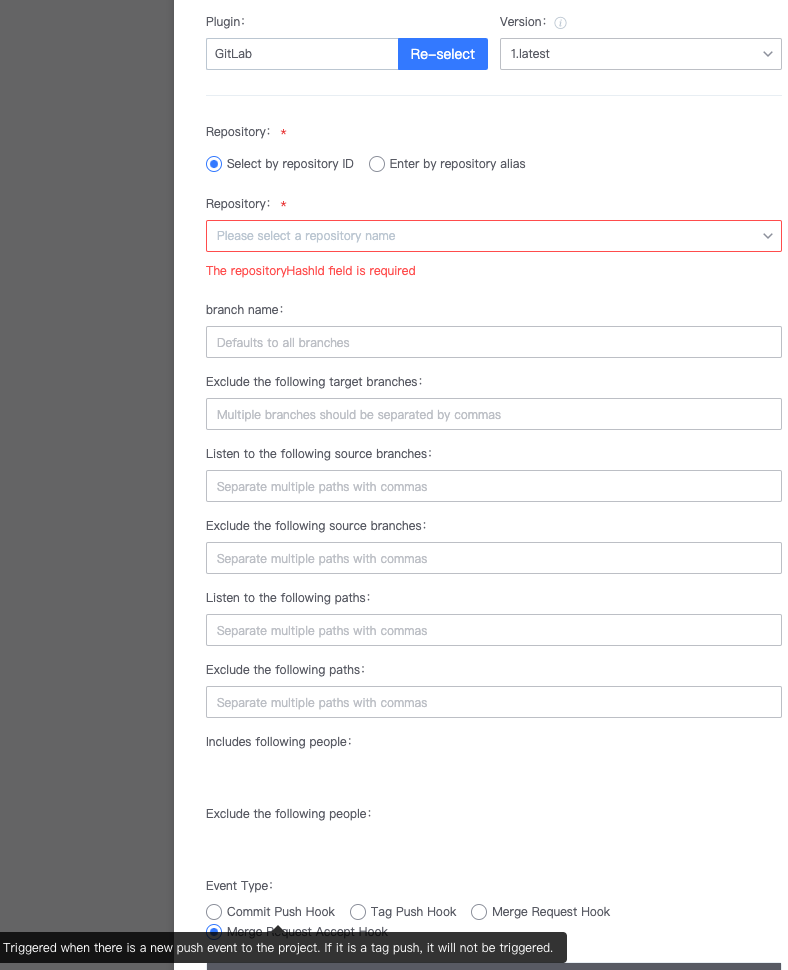 Plugin:
Version:
GitLab
Re-select
1.latest
Repository: *
Select by repository ID
Enter by repository alias
Repository: *
Please select a repository name
The repositoryHashId field is required
branch name:
Defaults to all branches
Exclude the following target branches:
Multiple branches should be separated by commas
Listen to the following source branches:
Separate multiple paths with commas
Exclude the following source branches:
Separate multiple paths with commas
Listen to the following paths:
Separate multiple paths with commas
Exclude the following paths:
Separate multiple paths with commas
Includes following people:
Exclude the following people:
Event Type:
Commit Push Hook
Tag Push Hook
Merge Request Hook
Merge Request Accept Hook
Triggered when there is a new push event to the project. If it is a tag push, it will not be triggered.